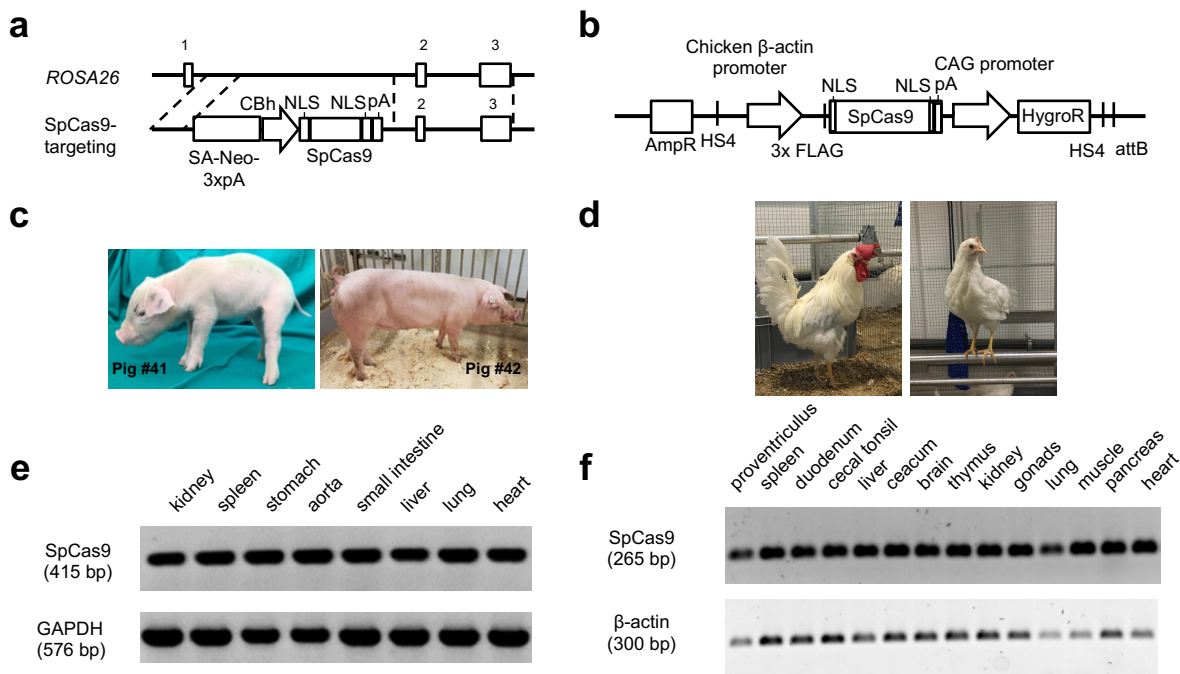 a
1
2
3
ROSA26
CBh
NLS
NLS
pA
2
3
SpCas9-
targeting
SA-Neo-
3xpA
SpCas9
b
Chicken β-actin
promoter
CAG promoter
NLS
NLS
pA
SpCas9
HygroR
AmpR
HS4
3x FLAG
HS4
attB
c
Pig #41
Pig #42
d
e
kidney
spleen
stomach
aorta
small intestine
liver
lung
heart
SpCas9
(415 bp)
GAPDH
(576 bp)
f
proventriculus
spleen
duodenum
cecal tonsil
liver
ceacum
brain
thymus
kidney
gonads
lung
muscle
pancreas
heart
SpCas9
(265 bp)
β-actin
(300 bp)